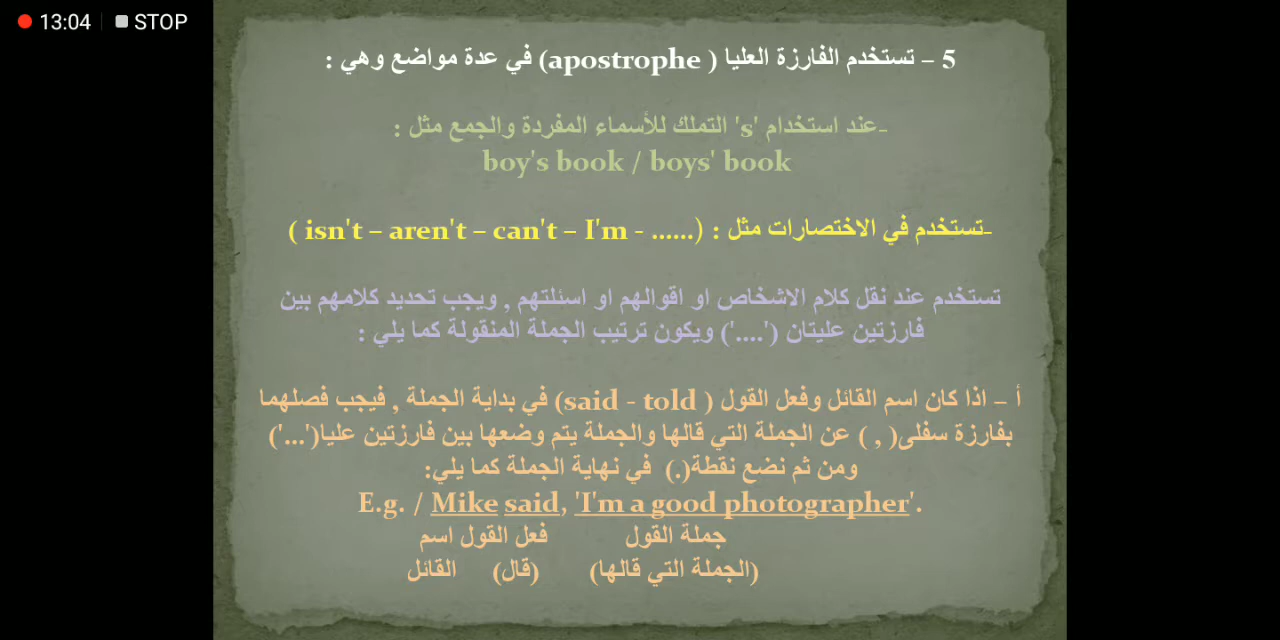 13:04 STOP
5 – تستخدم الفارزة العليا ( apostrophe) في عدة مواضع وهي :
-عند استخدام 's' التملك للأسماء المفردة والجمع مثل :
boy's book / boys' book
-تستخدم في الاختصارات مثل : (...... - isn't – aren't – can't – I'm )
تستخدم عند نقل كلام الاشخاص او اقوالهم او اسئلتهم , ويجب تحديد كلامهم بين
فارزتين عليتان ('....') ويكون ترتيب الجملة المنقولة كما يلي :
أ – اذا كان اسم القائل وفعل القول ( said - told) في بداية الجملة , فيجب فصلهما
بفارزة سفلى( , ) عن الجملة التي قالها والجملة يتم وضعها بين فارزتين عليا('...')
ومن ثم نضع نقطة(.) في نهاية الجملة كما يلي:
E.g. / Mike said, 'I'm a good photographer'.
جملة القول فعل القول اسم
(الجملة التي قالها) (قال) القائل